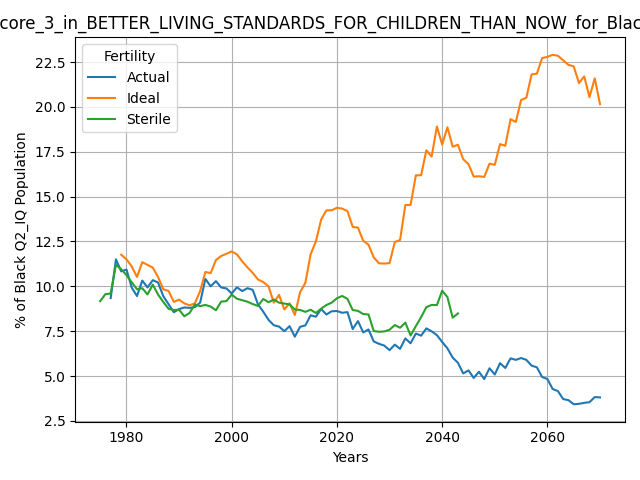 core_3_in_BETTER_LIVING_STANDARDS_FOR_CHILDREN_THAN_NOW_for_Blac
Fertility
Actual
Ideal
Sterile
22.5
20.0
17.5
15.0
12.5
10.0
7.5
5.0
2.5
% of Black Q2_IQ Population
1980 2000 2020 2040 2060
Years